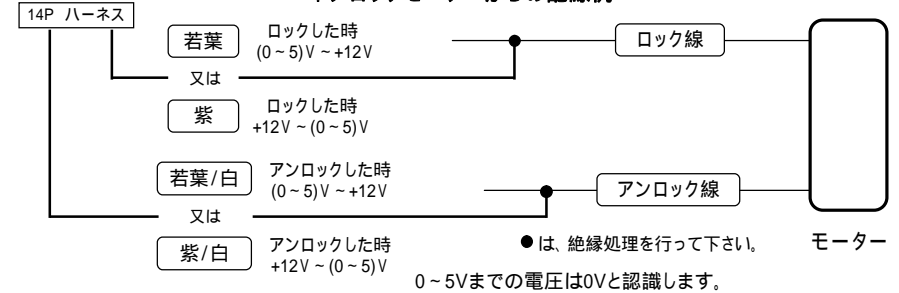 14P ハーネス
若葉 ロックした時
(0~5)V~+12V
ロック線
又は
紫 ロックした時
+12V~(0~5)V
若葉/白 アンロックした時
(0~5)V~+12V
アンロック線
又は
紫/白 アンロックした時
+12V~(0~5)V
●は、絶縁処理を行って下さい。
モーター
0~5Vまでの電圧は0Vと認識します。